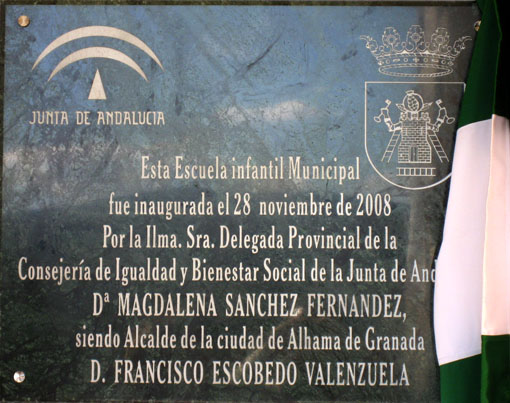 JUNTA DE ANDALUCIA
Esta Escuela infantil Municipal
fue inaugurada el 28 noviembre de 2008
Por la Ilma. Sra. Delegada Provincial de la
Consejería de Igualdad y Bienestar Social de la Junta de And
Dª MAGDALENA SANCHEZ FERNANDEZ,
siendo Alcalde de la ciudad de Alhama de Granada
D. FRANCISCO ESCOBEDO VALENZUELA